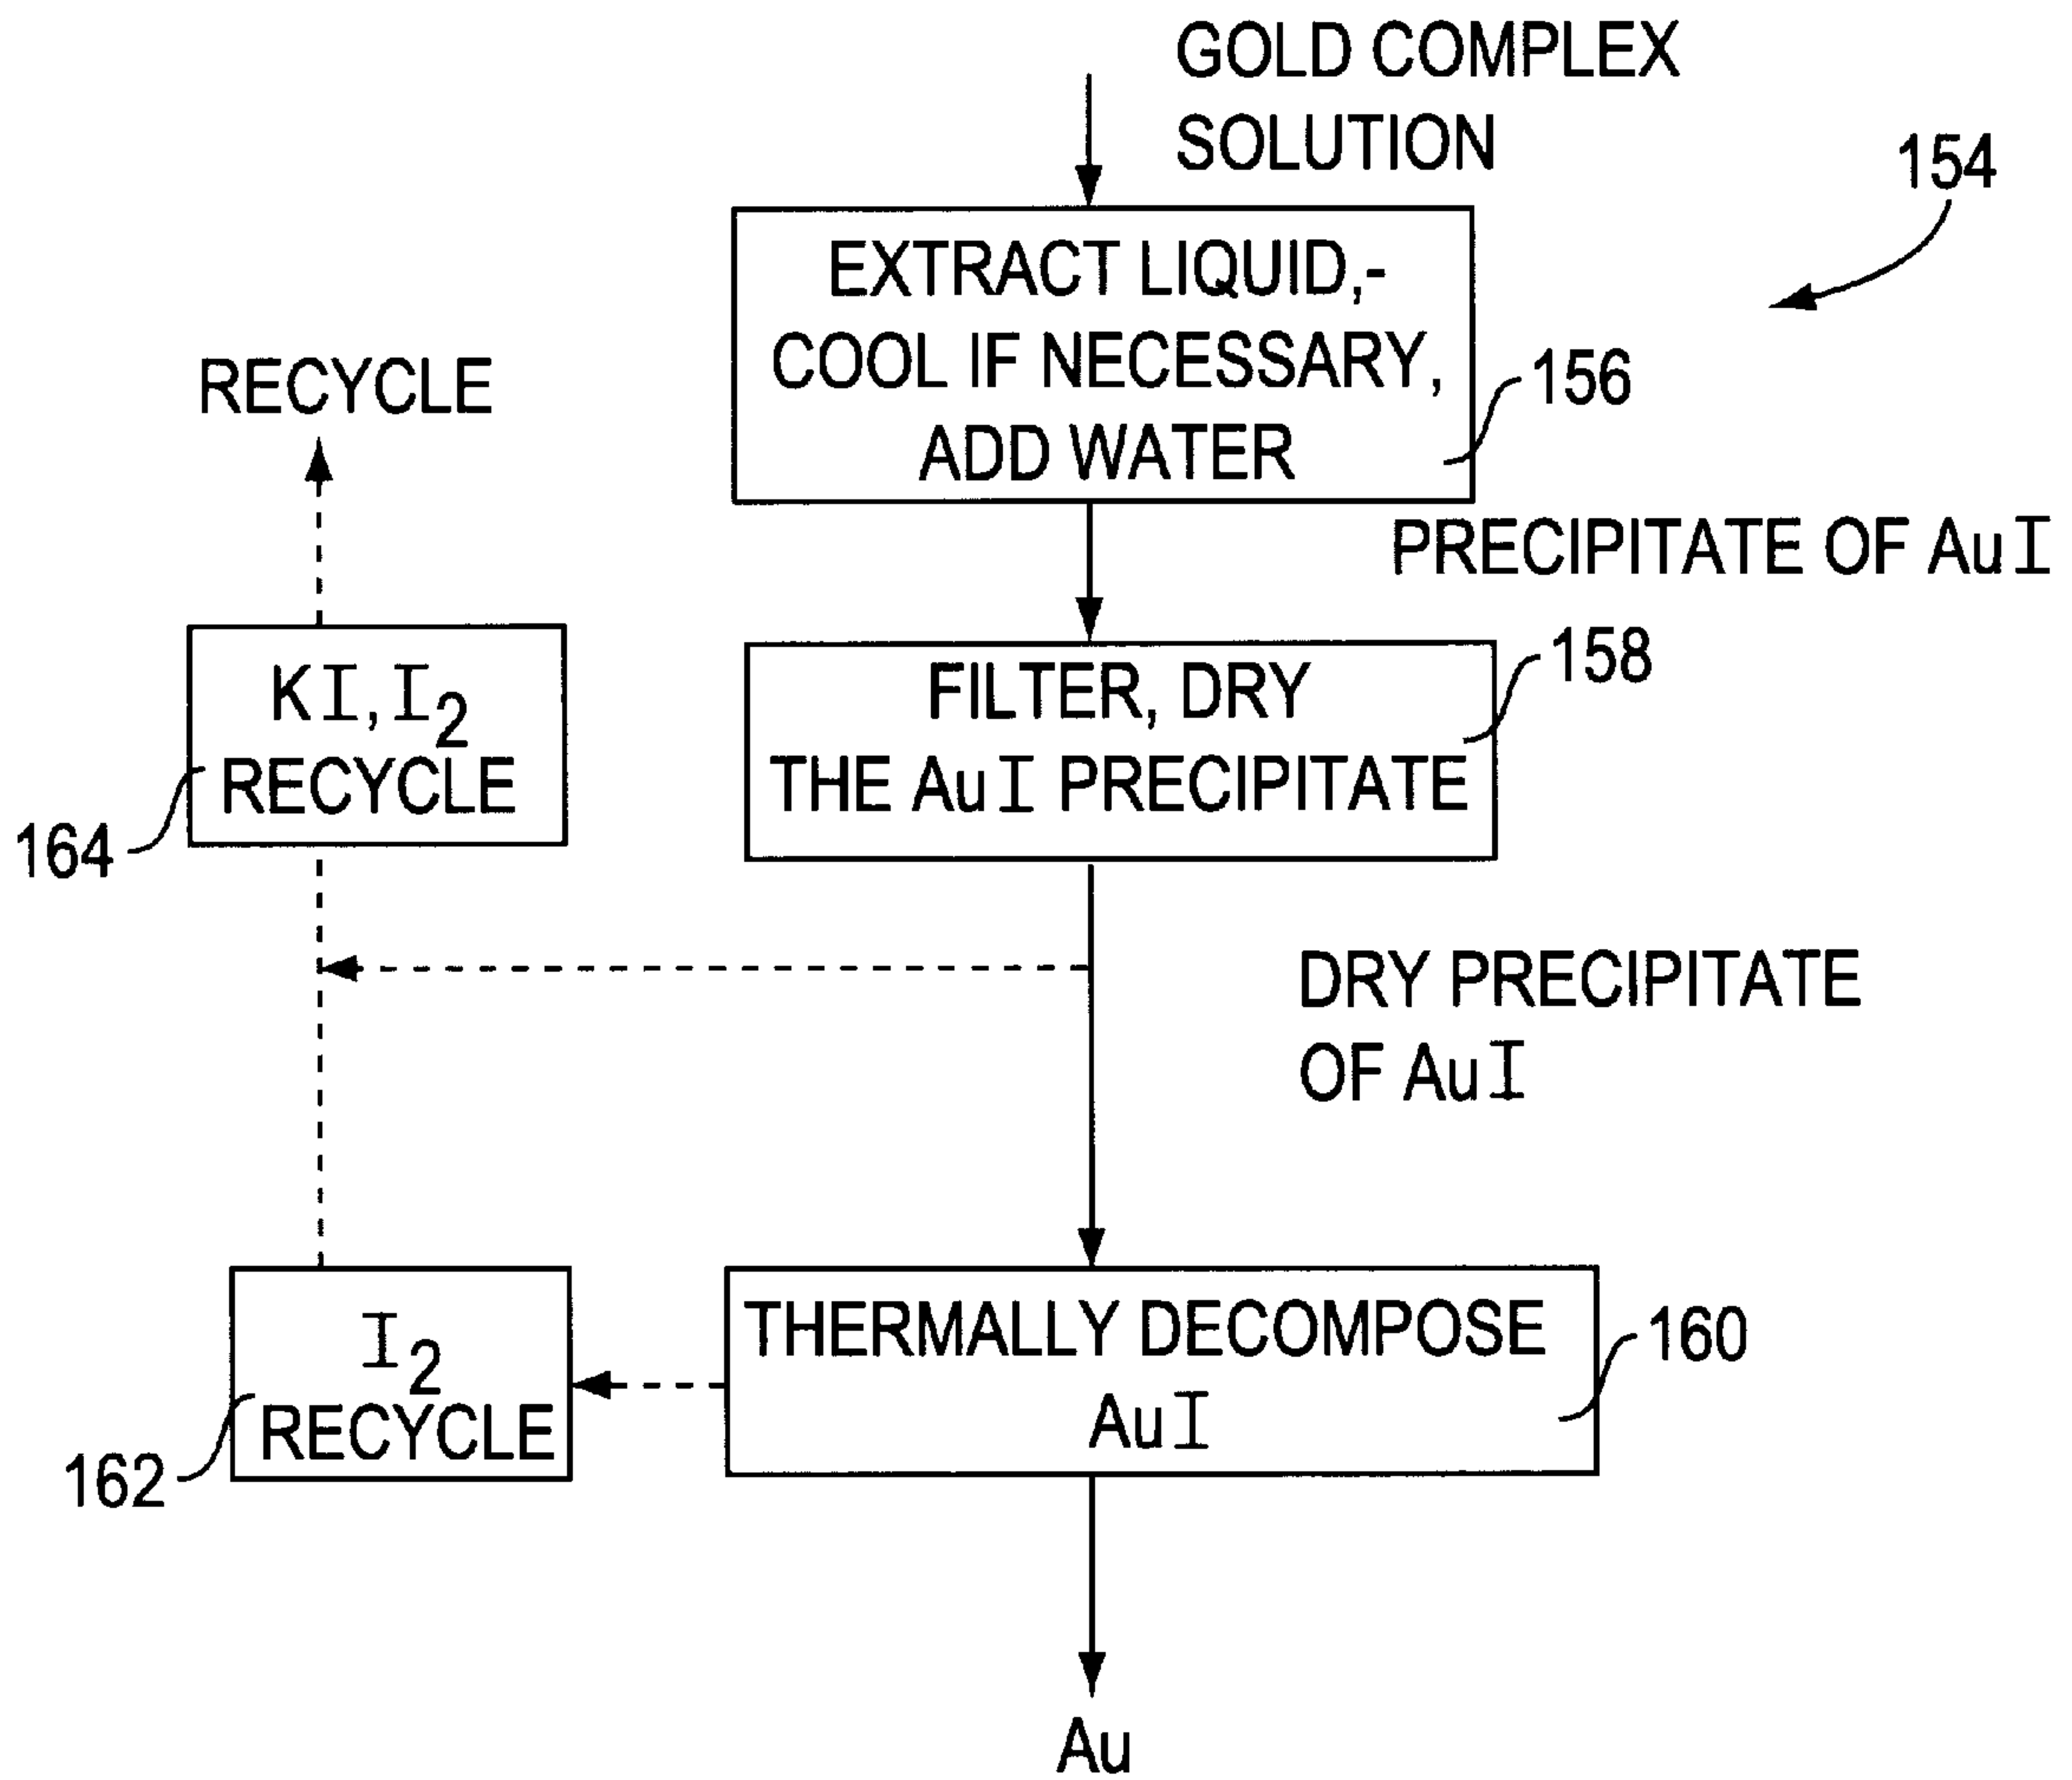 GOLD COMPLEX
SOLUTION
154
EXTRACT LIQUID,-
COOL IF NECESSARY,
ADD WATER
156
RECYCLE
PRECIPITATE OF AuI
KI, I2
RECYCLE
164
FILTER, DRY
THE AuI PRECIPITATE
158
DRY PRECIPITATE
OF AuI
I2
RECYCLE
162
THERMALLY DECOMPOSE
AuI
160
Au